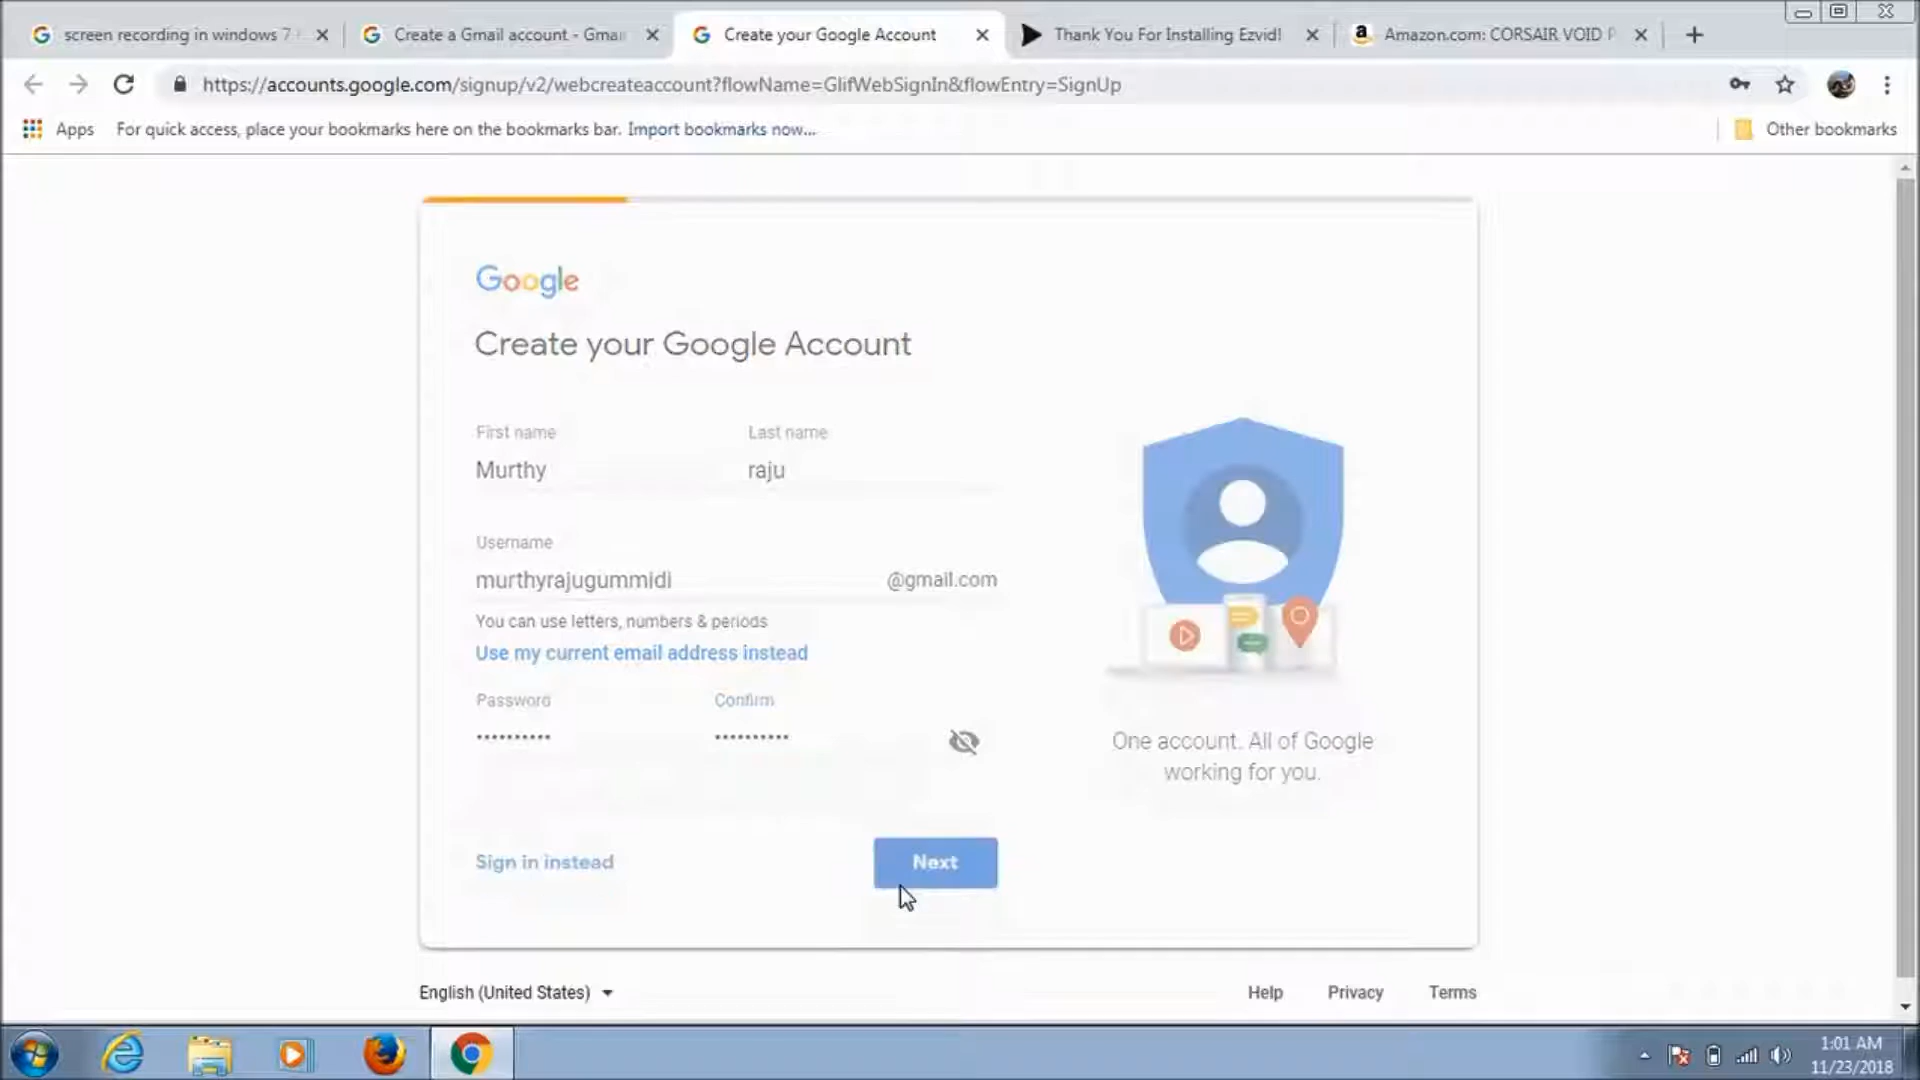 screen recording in windows 7
Create a Gmail account - Gmai
Create your Google Account
Thank You For Installing Ezvid!
Amazon.com: CORSAIR VOID P
https://accounts.google.com/signup/v2/webcreateaccount?flowName=GlifWebSignIn&flowEntry=SignUp
Apps
For quick access, place your bookmarks here on the bookmarks bar. Import bookmarks now...
Other bookmarks
Google
Create your Google Account
First name
Last name
Murthy
raju
Username
murthyrajugummidi
@gmail.com
You can use letters, numbers & periods
Use my current email address instead
Password
Confirm
••••••••••
••••••••••
One account. All of Google
working for you.
Sign in instead
Next
English (United States)
Help
Privacy
Terms
1:01 AM
11/23/2018